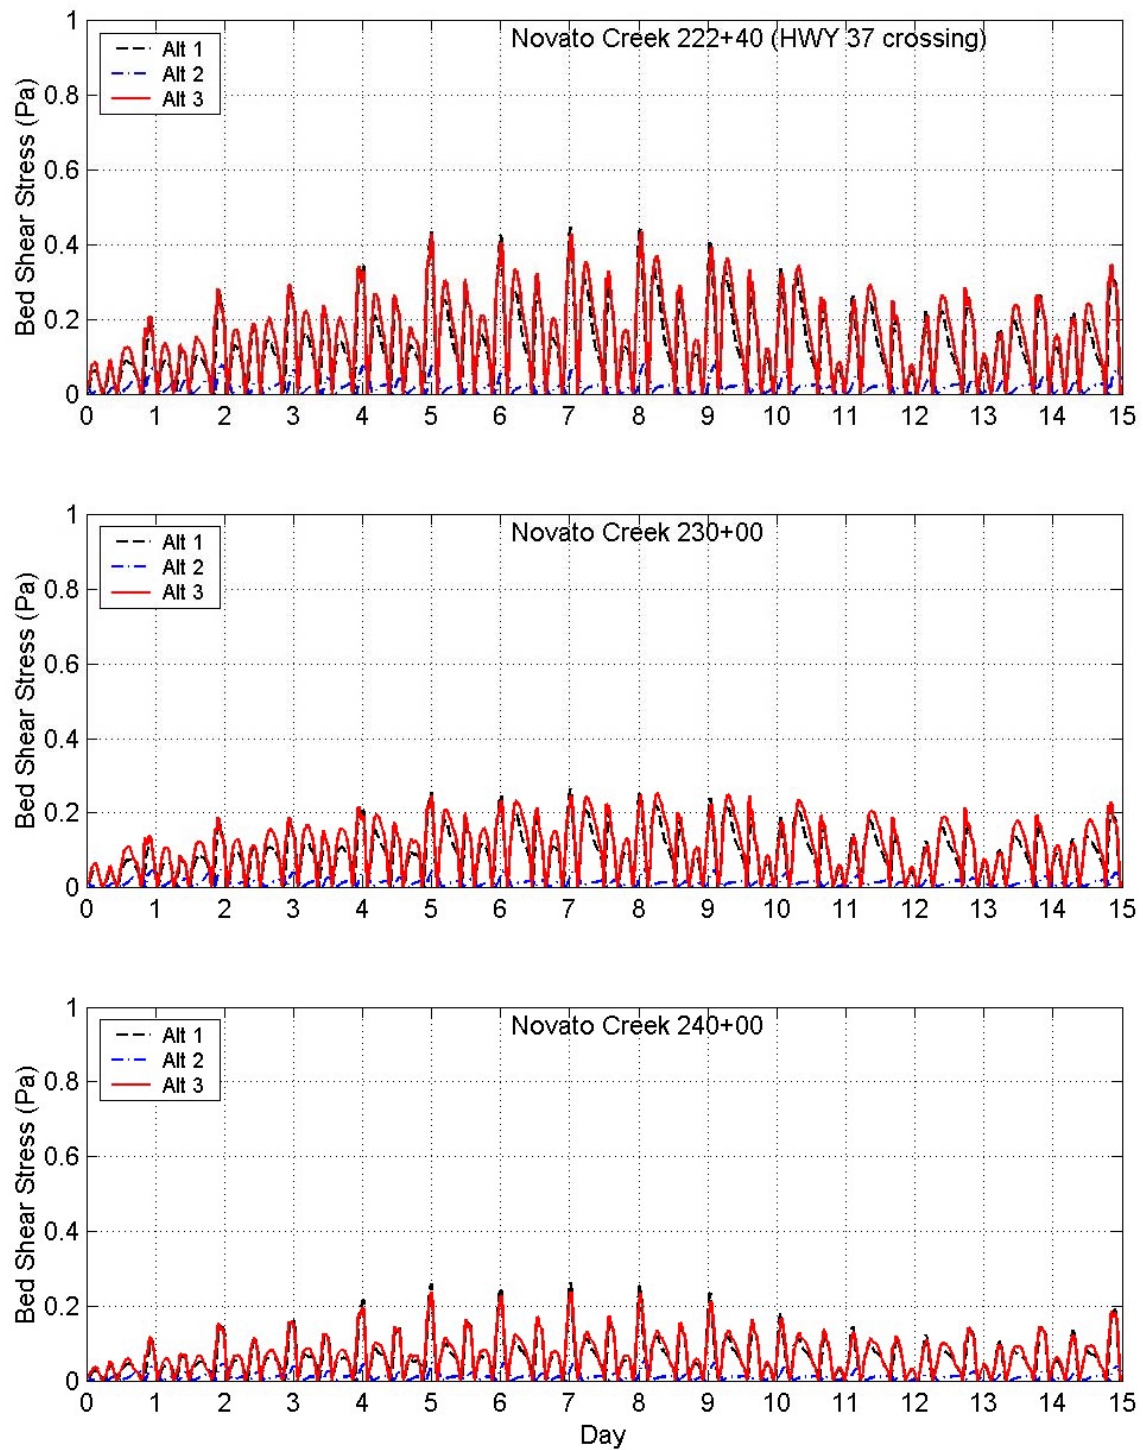 Novato Creek 222+40 (HWY 37 crossing)
Alt 1
Alt 2
Alt 3
Bed Shear Stress (Pa)
1
0.8
0.6
0.4
0.2
0
0 1 2 3 4 5 6 7 8 9 10 11 12 13 14 15
Novato Creek 230+00
Alt 1
Alt 2
Alt 3
Bed Shear Stress (Pa)
1
0.8
0.6
0.4
0.2
0
0 1 2 3 4 5 6 7 8 9 10 11 12 13 14 15
Novato Creek 240+00
Alt 1
Alt 2
Alt 3
Bed Shear Stress (Pa)
1
0.8
0.6
0.4
0.2
0
0 1 2 3 4 5 6 7 8 9 10 11 12 13 14 15
Day